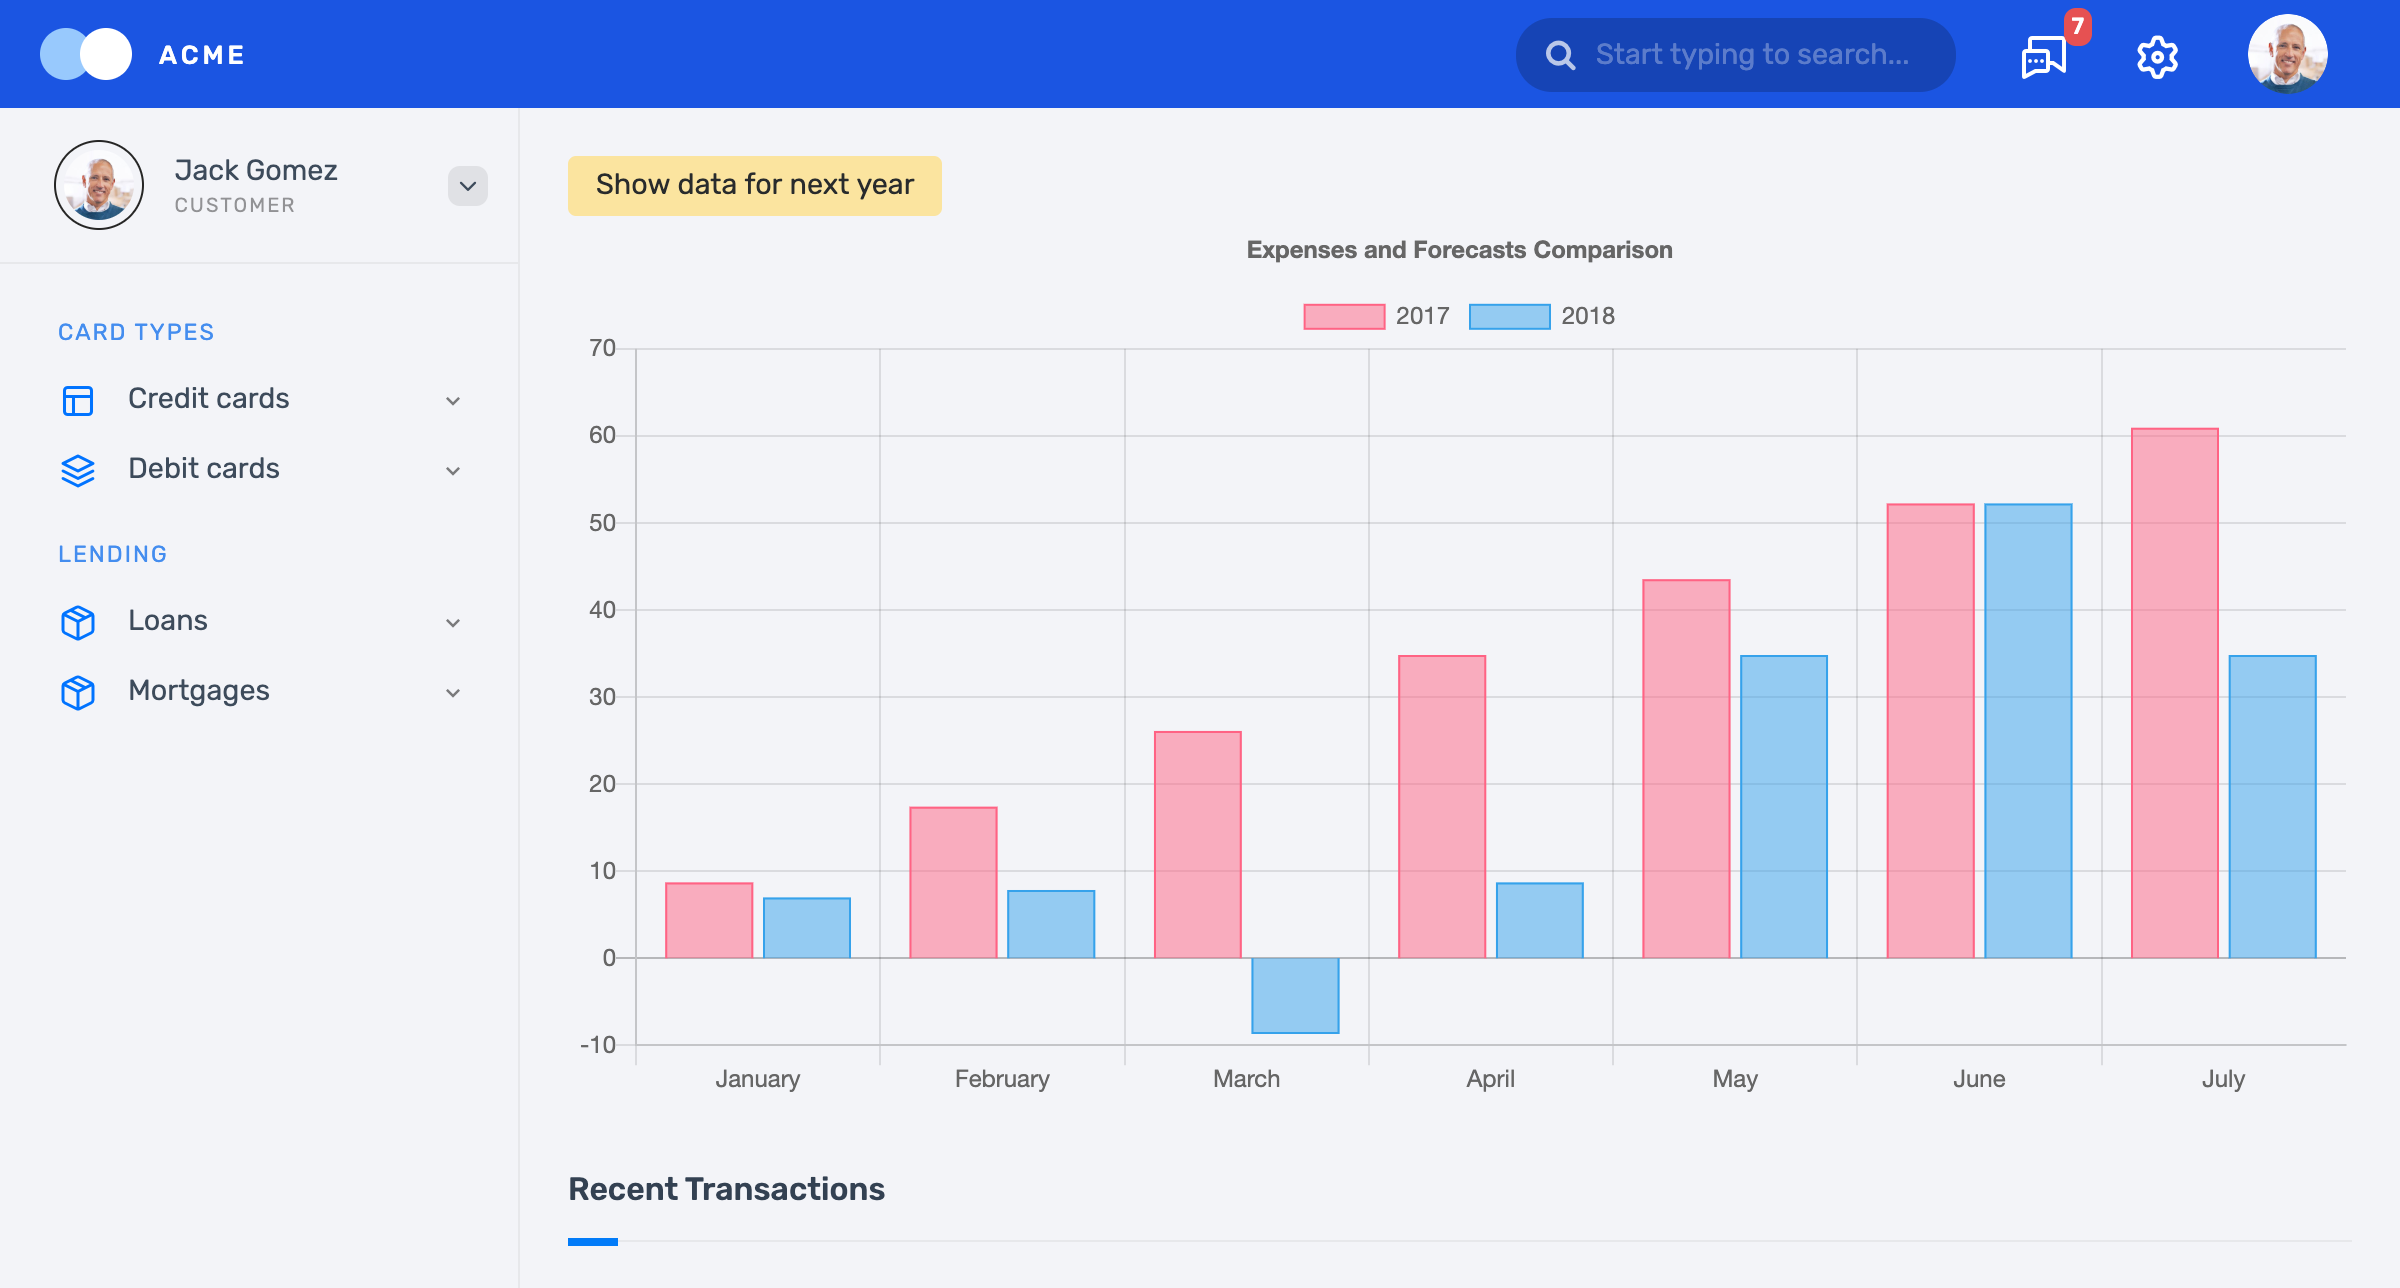 ACME
Start typing to search...
7
Jack Gomez
CUSTOMER
CARD TYPES
Credit cards
Debit cards
LENDING
Loans
Mortgages
Show data for next year
Expenses and Forecasts Comparison
2017 2018
70
60
50
40
30
20
10
0
-10
January February March April May June July
Recent Transactions